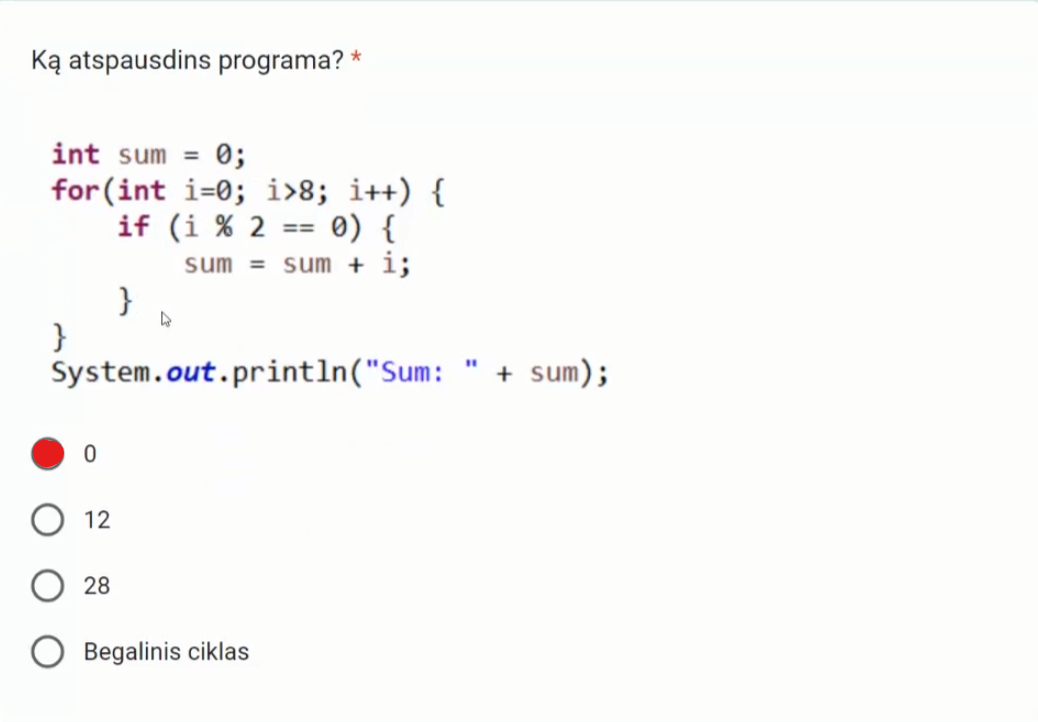 Ką atspausdins programa? *
int sum = 0;
for(int i=0; i>8; i++) {
if (i % 2 == 0) {
sum = sum + i;
}
}
System.out.println("Sum: " + sum);
0
12
28
Begalinis ciklas